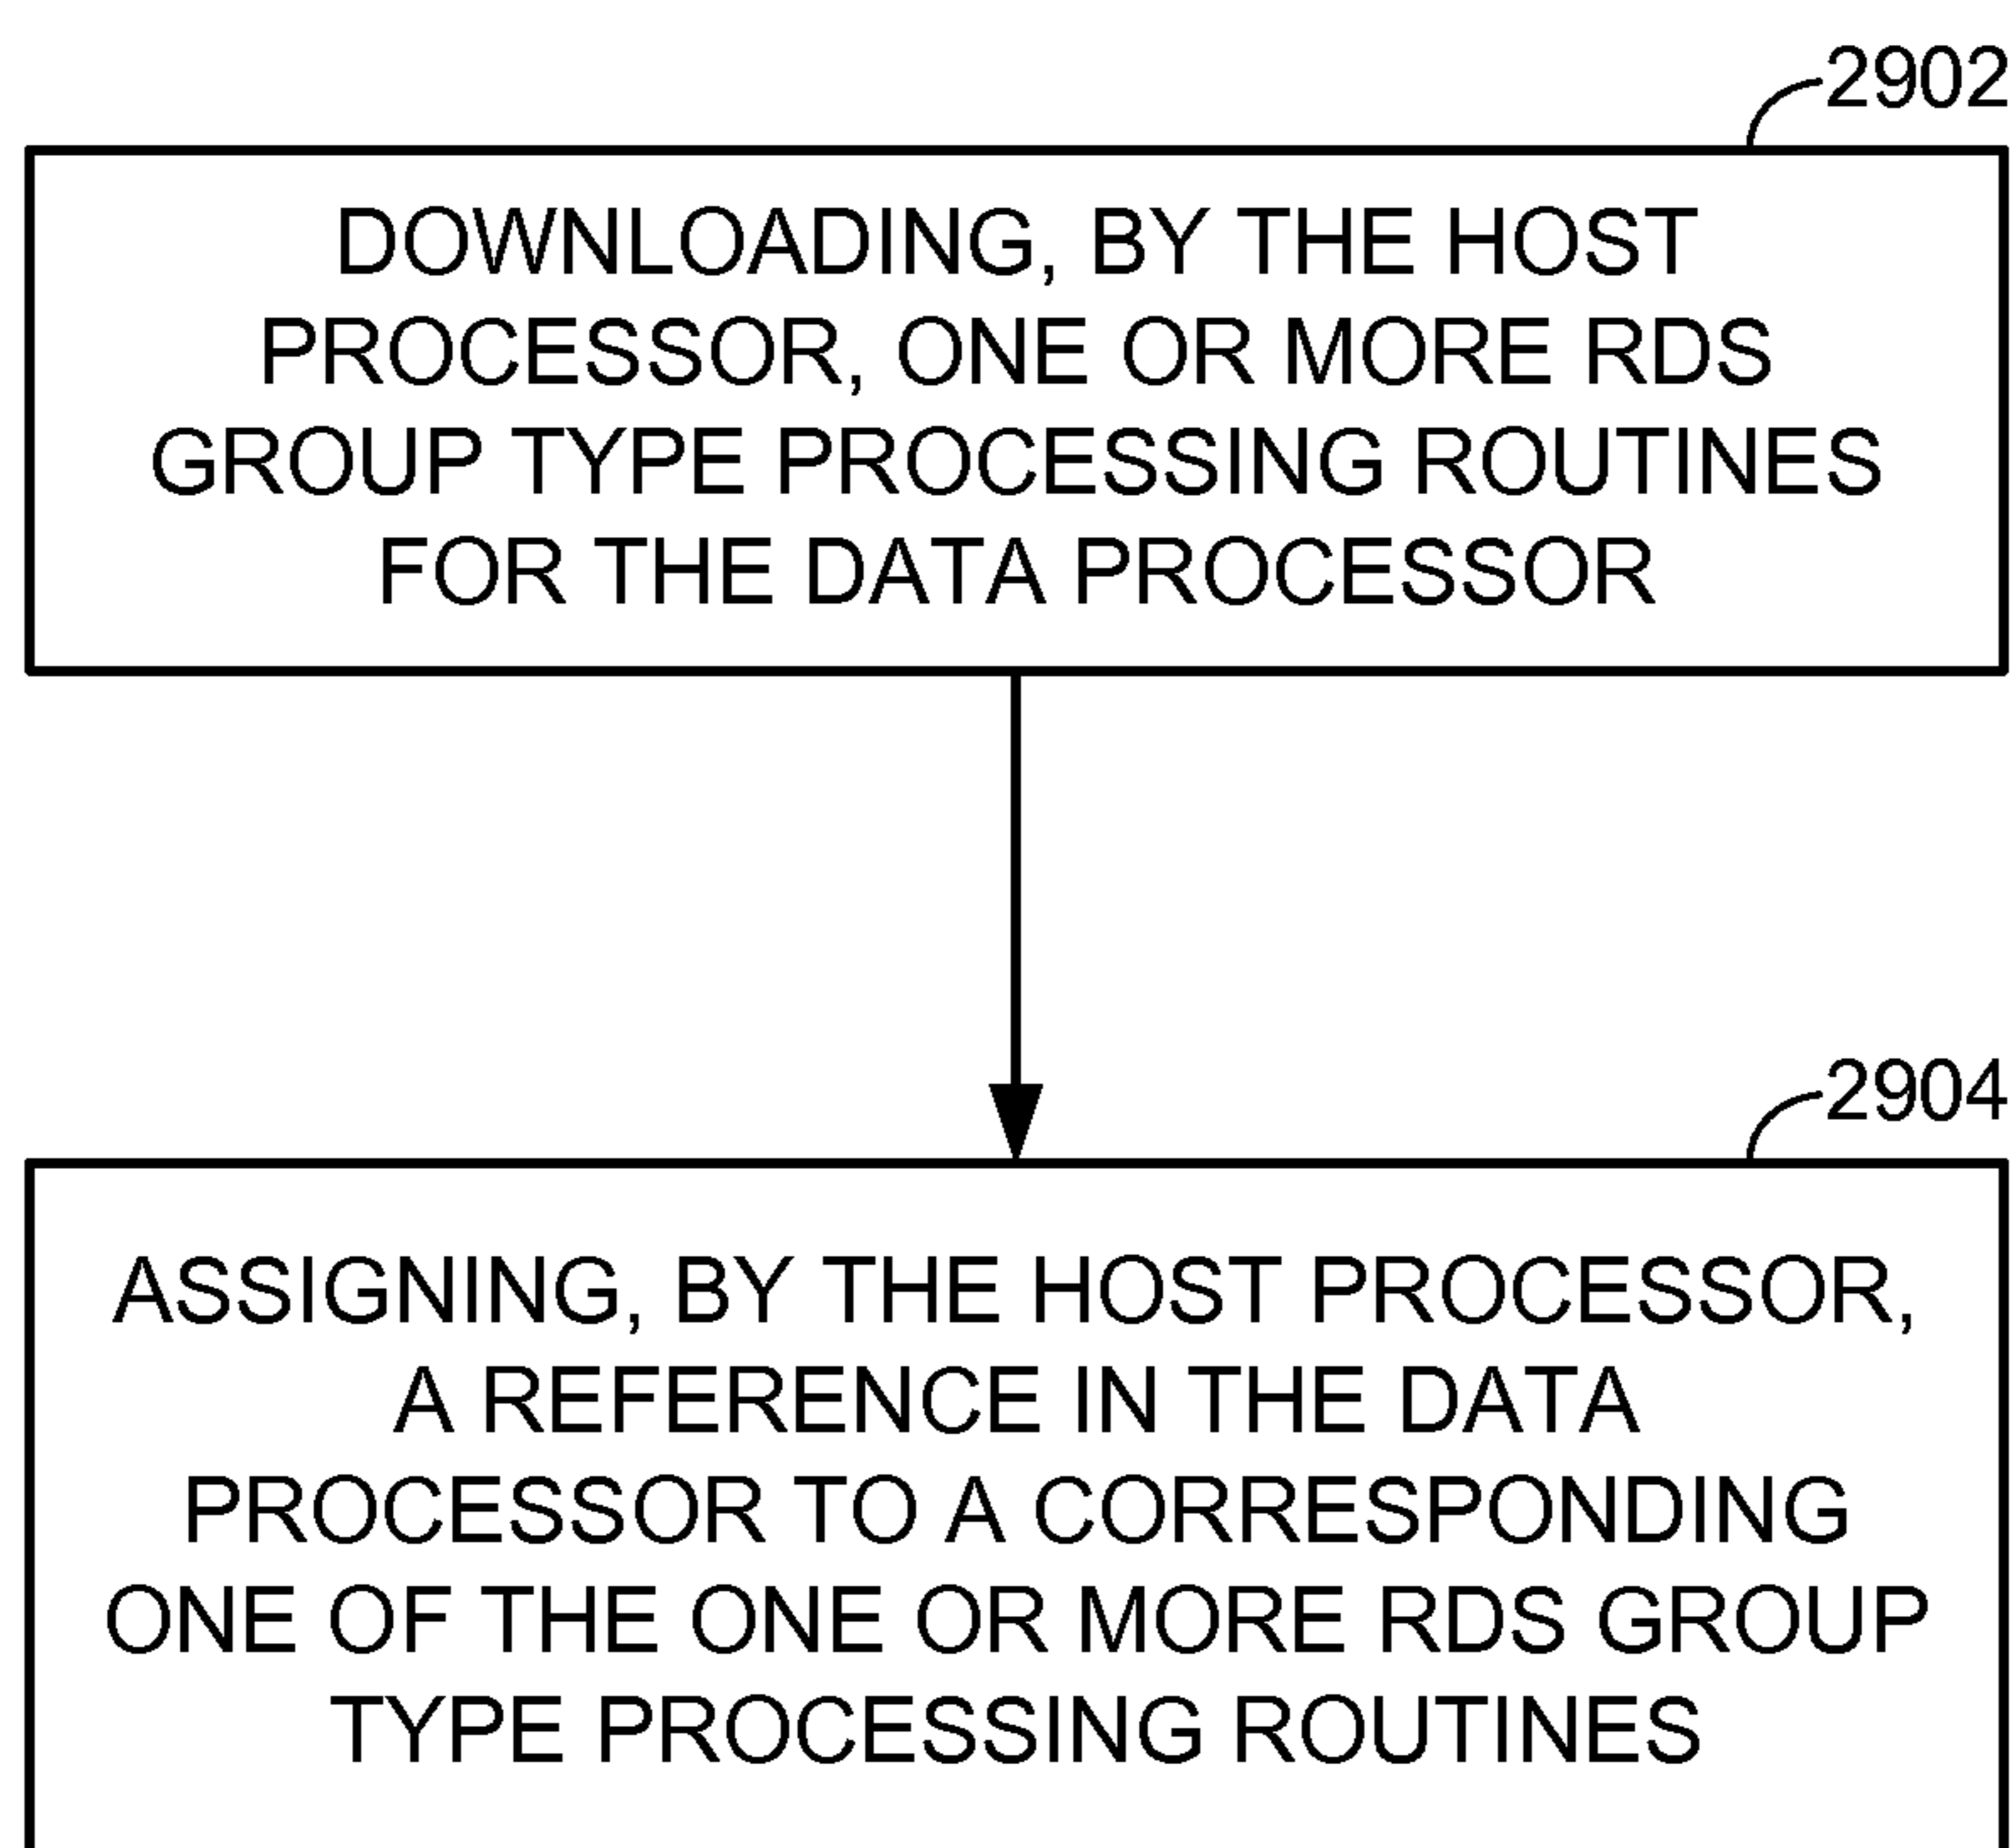 2902
DOWNLOADING, BY THE HOST
PROCESSOR, ONE OR MORE RDS
GROUP TYPE PROCESSING ROUTINES
FOR THE DATA PROCESSOR
2904
ASSIGNING, BY THE HOST PROCESSOR,
A REFERENCE IN THE DATA
PROCESSOR TO A CORRESPONDING
ONE OF THE ONE OR MORE RDS GROUP
TYPE PROCESSING ROUTINES